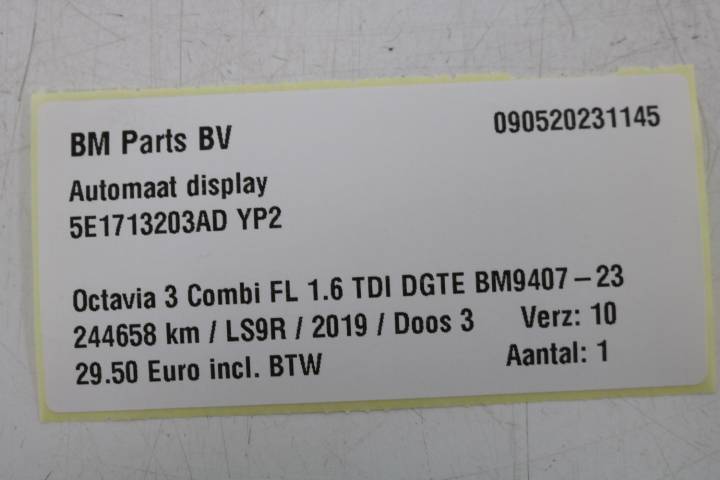 BM Parts BV 090520231145
Automaat display
5E1713203AD YP2
Octavia 3 Combi FL 1.6 TDI DGTE BM9407-23
244658 km / LS9R / 2019 / Doos 3 Verz: 10
29.50 Euro incl. BTW Aantal: 1